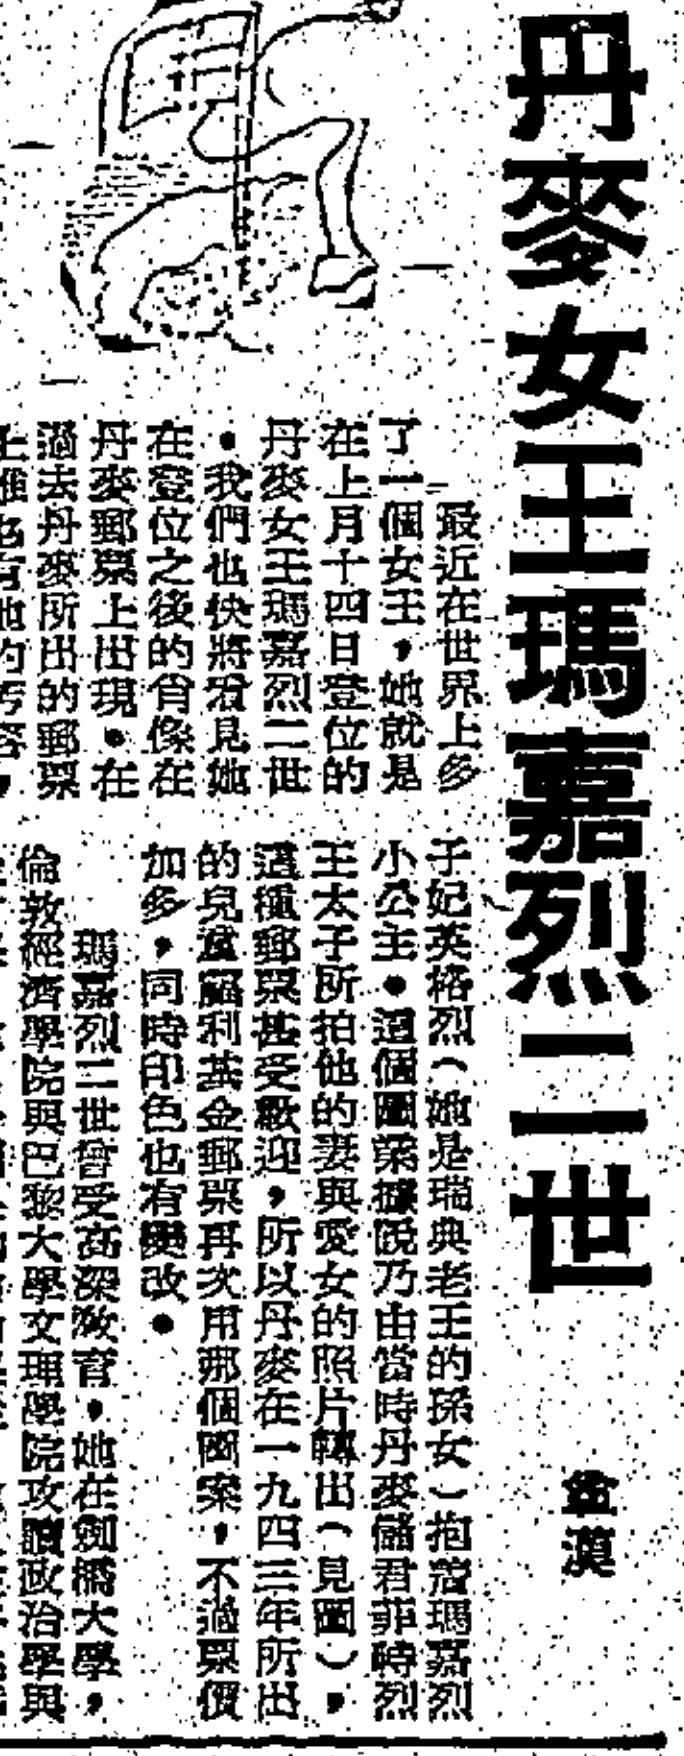 丹麥女王瑪嘉烈二世
漠
最近在世界上多
了一個女王，她就是
在上月十四日登位的
丹麥女王瑪嘉烈二世
。我們也快將看見她
在登位之後的肖像在
丹麥郵票上出現。在
過去丹麥所出的郵票
子妃英格烈（她是瑞典老王的孫女）抱着瑪嘉烈
小公主。這個圖案據說乃由當時丹麥儲君菲特烈
王太子所拍他的妻與愛女的照片轉出（見圖），
這種郵票甚受歡迎，所以丹麥在一九四三年所出
的兒童福利基金郵票再次用那個圖案，不過票價
加多，同時印色也有變改。
瑪嘉烈二世曾受高深教育，她在劍橋大學，
倫敦經濟學院與巴黎大學文理學院攻讀政治學與